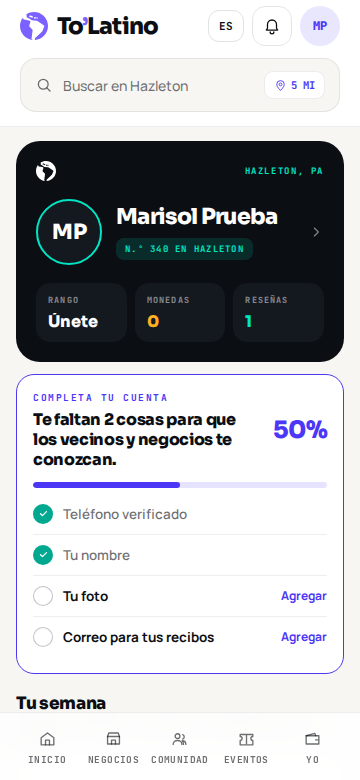 To'Latino
ES
MP
Buscar en Hazleton
5 MI
HAZLETON, PA
MP
Marisol Prueba
N.° 340 EN HAZLETON
RANGO
Únete
MONEDAS
0
RESEÑAS
1
COMPLETA TU CUENTA
Te faltan 2 cosas para que
los vecinos y negocios te
conozcan.
50%
Teléfono verificado
Tu nombre
Tu foto
Agregar
Correo para tus recibos
Agregar
Tu semana
INICIO
NEGOCIOS
COMUNIDAD
EVENTOS
YO